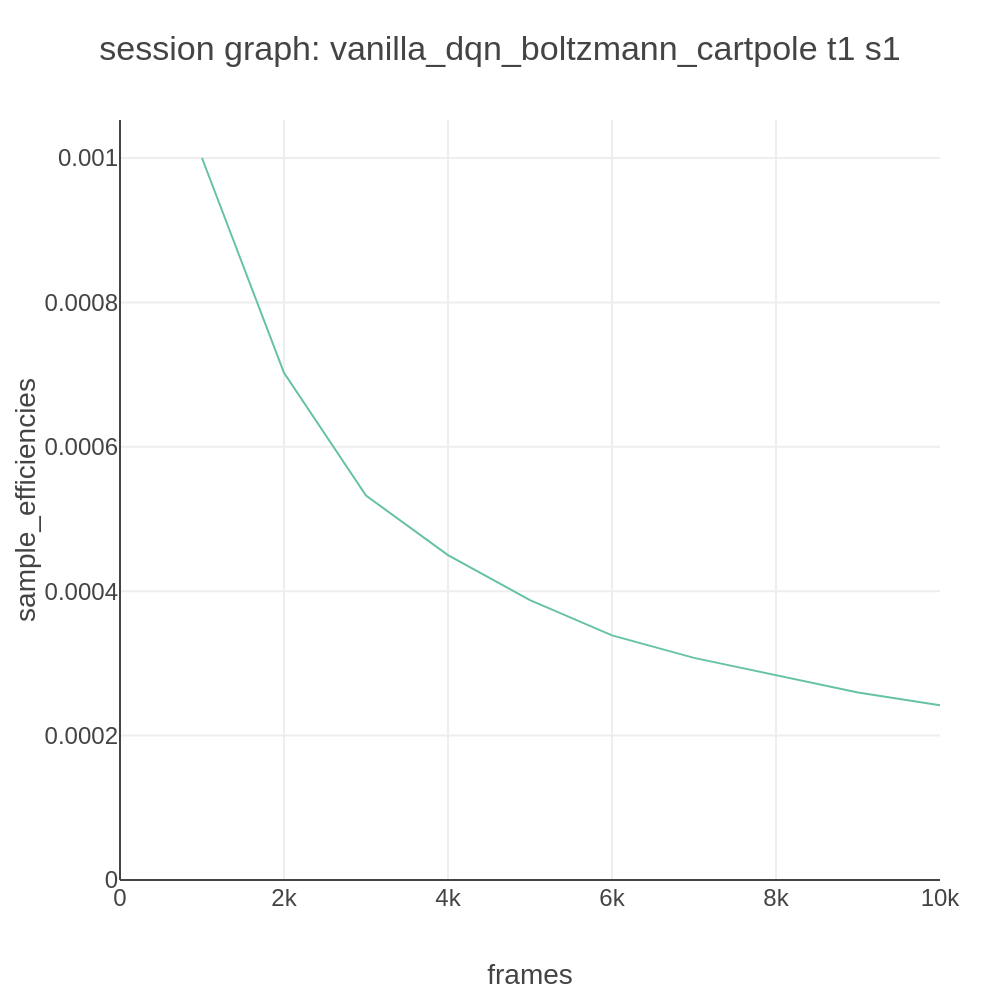 session graph: vanilla_dqn_boltzmann_cartpole t1 s1
sample_efficiencies
0.001
0.0008
0.0006
0.0004
0.0002
0
0 2k 4k 6k 8k 10k
frames